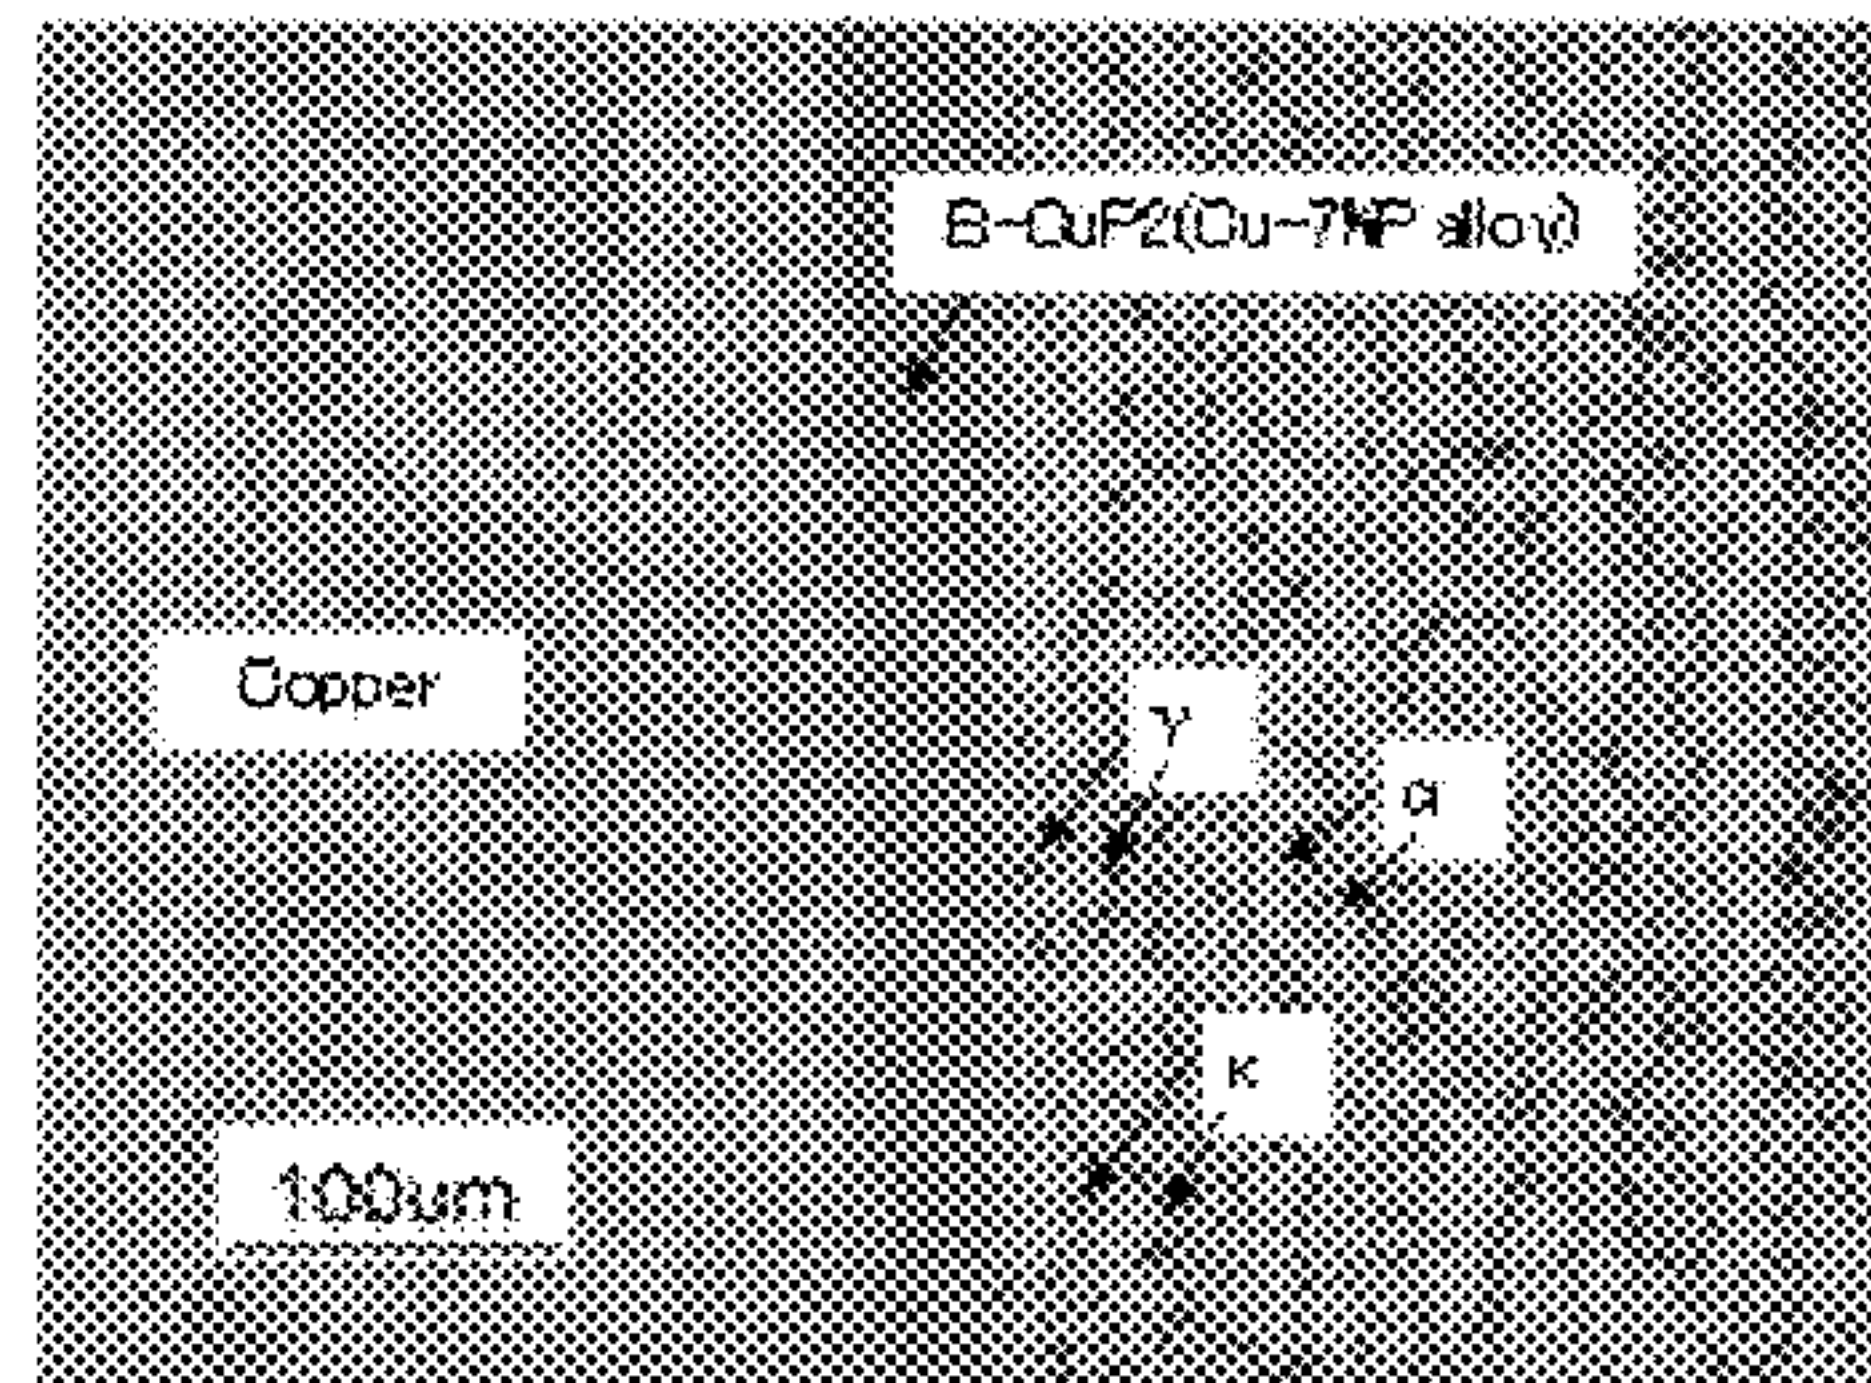 B-CuP2(Cu-7%P alloy)
Copper
γ
α
κ
100um